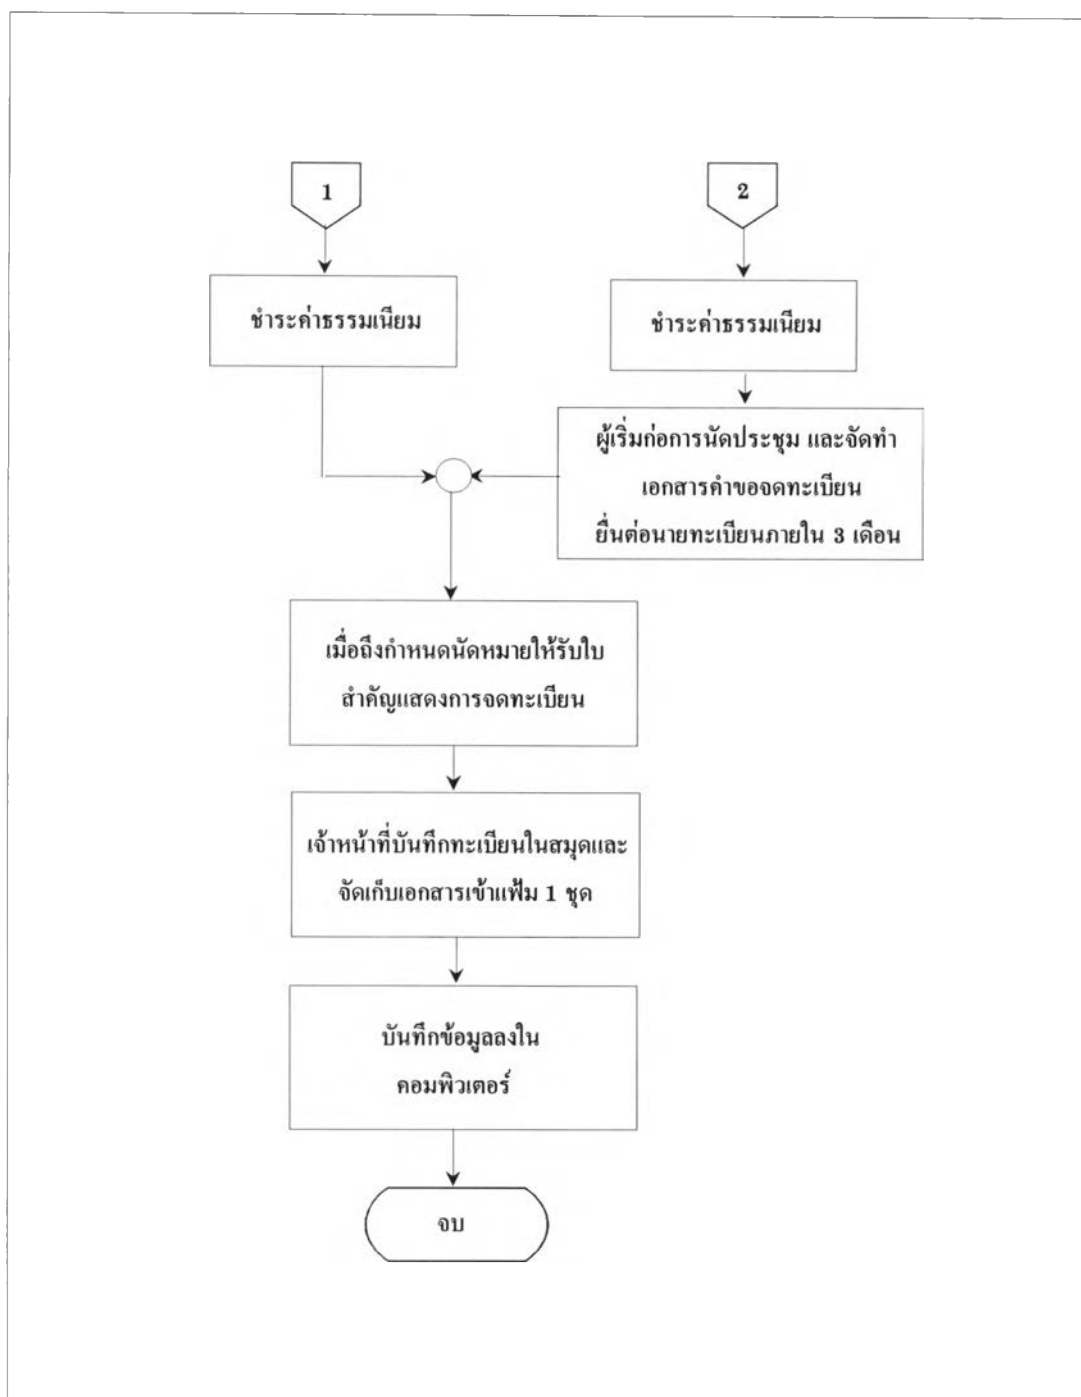 1
2
ชำระค่าธรรมเนียม
ชำระค่าธรรมเนียม
ผู้เริ่มก่อการนัดประชุม และจัดทำ
เอกสารคำขอจดทะเบียน
ยื่นต่อนายทะเบียนภายใน 3 เดือน
เมื่อถึงกำหนดนัดหมายให้รับใบ
สำคัญแสดงการจดทะเบียน
เจ้าหน้าที่บันทึกทะเบียนในสมุดและ
จัดเก็บเอกสารเข้าแฟ้ม 1 ชุด
บันทึกข้อมูลลงใน
คอมพิวเตอร์
จบ